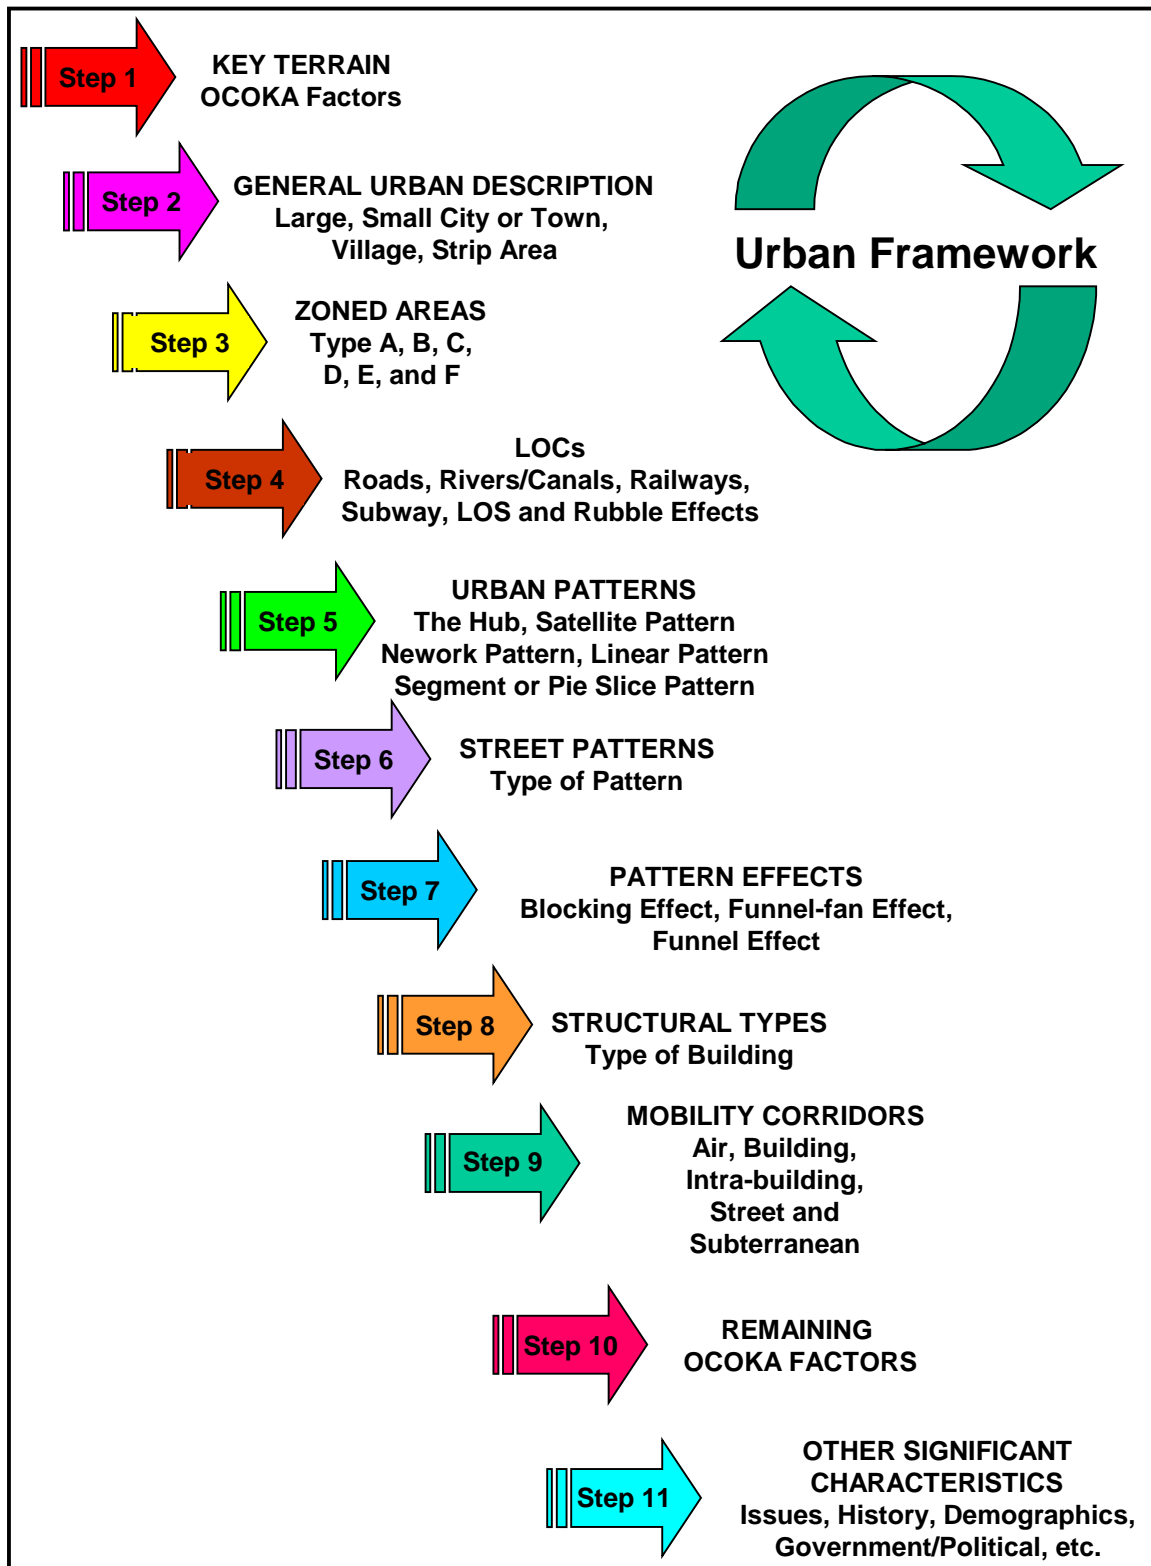 Step 1
KEY TERRAIN
OCOKA Factors
Step 2
GENERAL URBAN DESCRIPTION
Large, Small City or Town,
Village, Strip Area
Urban Framework
Step 3
ZONED AREAS
Type A, B, C,
D, E, and F
Step 4
LOCs
Roads, Rivers/Canals, Railways,
Subway, LOS and Rubble Effects
Step 5
URBAN PATTERNS
The Hub, Satellite Pattern
Nework Pattern, Linear Pattern
Segment or Pie Slice Pattern
Step 6
STREET PATTERNS
Type of Pattern
Step 7
PATTERN EFFECTS
Blocking Effect, Funnel-fan Effect,
Funnel Effect
Step 8
STRUCTURAL TYPES
Type of Building
Step 9
MOBILITY CORRIDORS
Air, Building,
Intra-building,
Street and
Subterranean
Step 10
REMAINING
OCOKA FACTORS
Step 11
OTHER SIGNIFICANT
CHARACTERISTICS
Issues, History, Demographics,
Government/Political, etc.